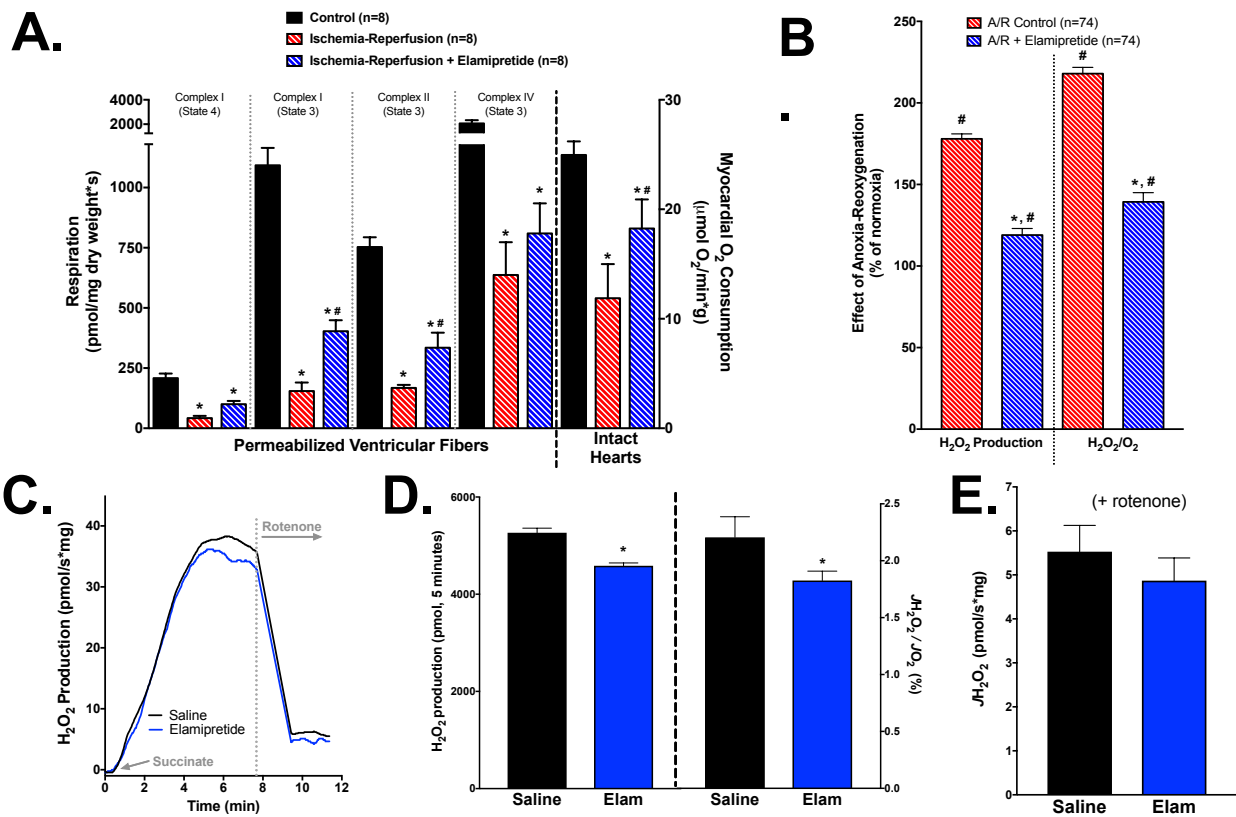 A.
Control (n=8)
Ischemia-Reperfusion (n=8)
Ischemia-Reperfusion + Elamipretide (n=8)
Complex I
(State 4)
Complex I
(State 3)
Complex II
(State 3)
Complex IV
(State 3)
Respiration
(pmol/mg dry weight*s)
4000
2000
1000
750
500
250
0
*
*
*
* #
*
* #
*
*
*
* #
30
20
10
0
Myocardial O2 Consumption
(μmol O2/min*g)
Permeabilized Ventricular Fibers
Intact
Hearts
B
.
A/R Control (n=74)
A/R + Elamipretide (n=74)
Effect of Anoxia-Reoxygenation
(% of normoxia)
250
200
150
100
50
0
#
*, #
#
*, #
H2O2 Production
H2O2/O2
C.
H2O2 Production (pmol/s*mg)
40
30
20
10
0
Rotenone
Saline
Elamipretide
Succinate
0 2 4 6 8 10 12
Time (min)
D.
H2O2 production (pmol, 5 minutes)
6000
4000
2000
0
*
*
2.5
2.0
1.5
1.0
0.5
0.0
JH2O2 / JO2 (%)
Saline Elam Saline Elam
E.
(+ rotenone)
JH2O2 (pmol/s*mg)
7
6
5
4
3
2
1
0
Saline Elam